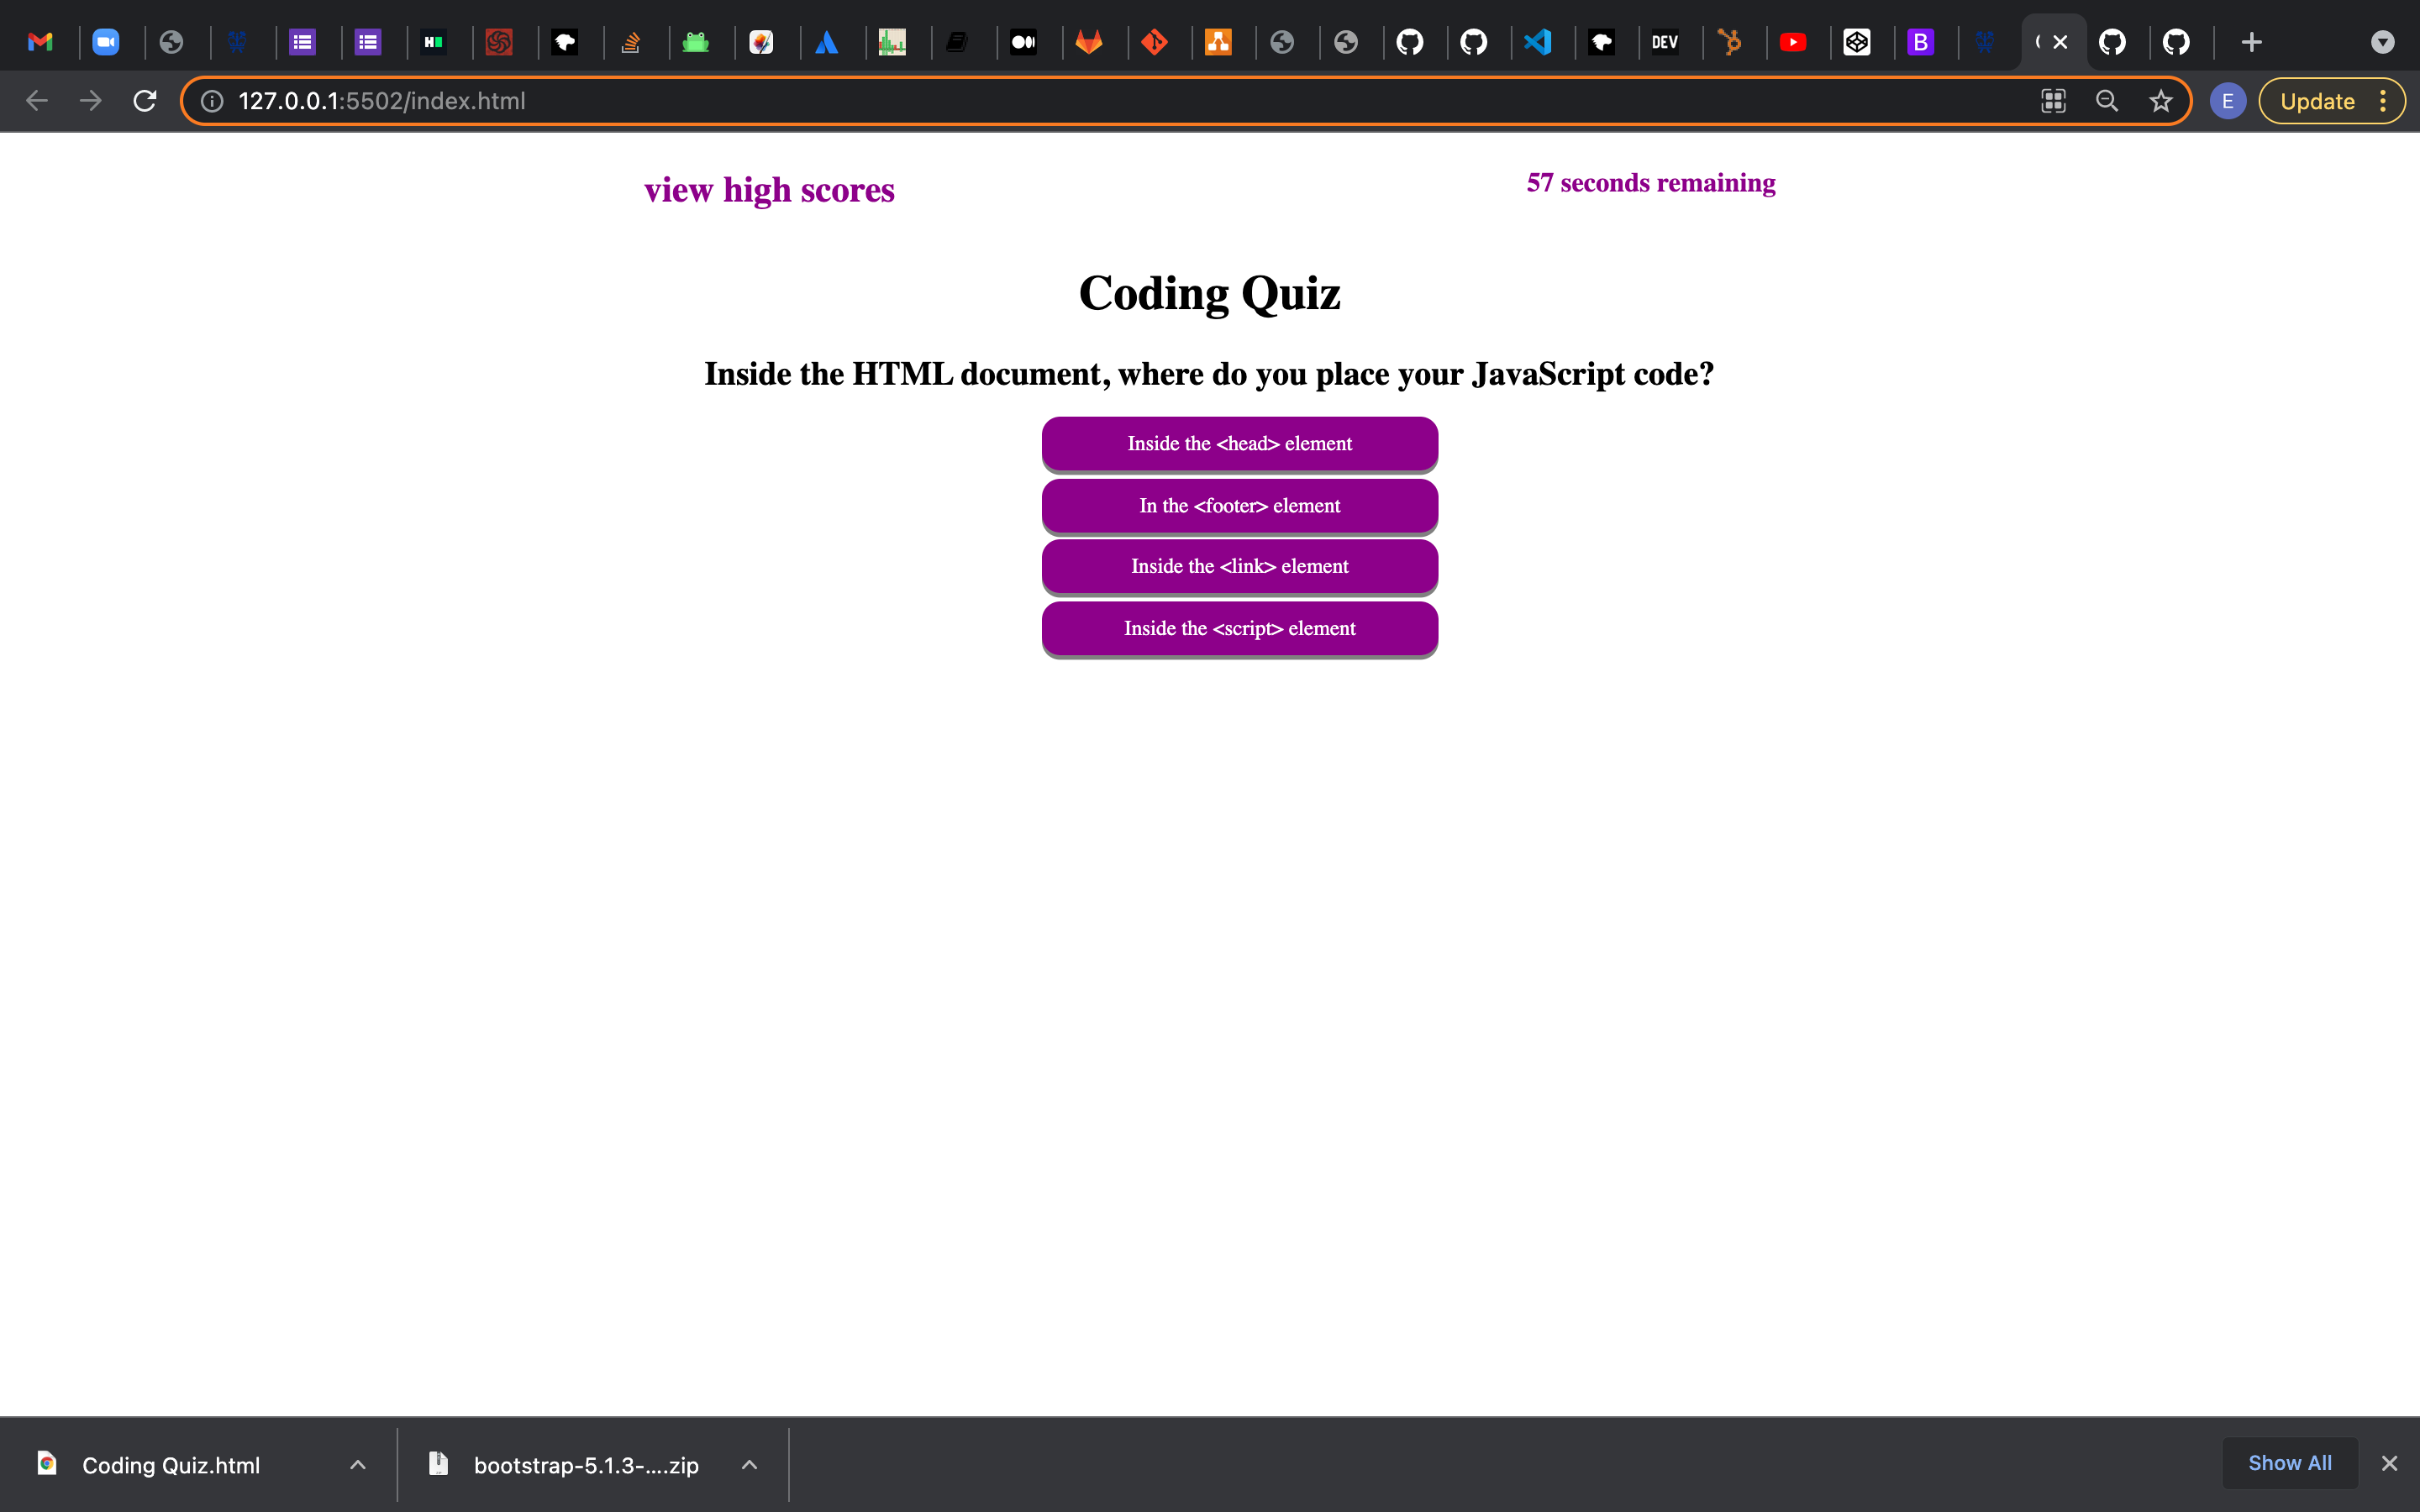 H
DEV
B
127.0.0.1:5502/index.html
E
Update
view high scores
57 seconds remaining
Coding Quiz
Inside the HTML document, where do you place your JavaScript code?
Inside the <head> element
In the <footer> element
Inside the <link> element
Inside the <script> element
Coding Quiz.html
bootstrap-5.1.3-....zip
Show All